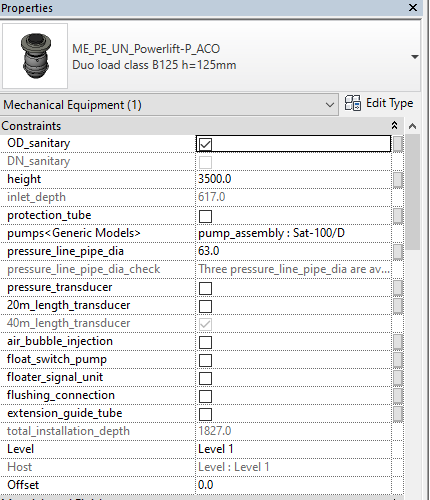 Properties
ME_PE_UN_Powerlift-P_ACO
Duo load class B125 h=125mm
Mechanical Equipment (1) Edit Type
Constraints
OD_sanitary
DN_sanitary
height 3500.0
inlet_depth 617.0
protection_tube
pumps<Generic Models> pump_assembly : Sat-100/D
pressure_line_pipe_dia 63.0
pressure_line_pipe_dia_check Three pressure_line_pipe_dia are av...
pressure_transducer
20m_length_transducer
40m_length_transducer
air_bubble_injection
float_switch_pump
floater_signal_unit
flushing_connection
extension_guide_tube
total_installation_depth 1827.0
Level Level 1
Host Level : Level 1
Offset 0.0